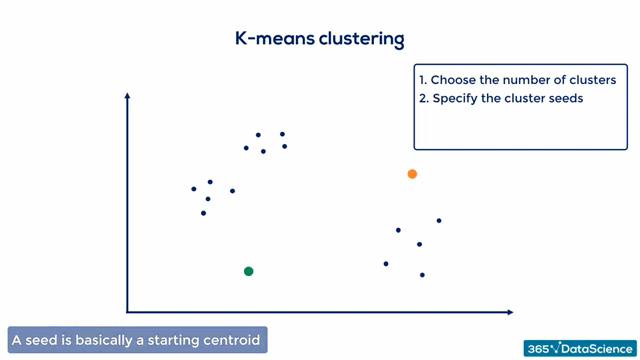 K-means clustering
1. Choose the number of clusters
2. Specify the cluster seeds
A seed is basically a starting centroid
365 DataScience